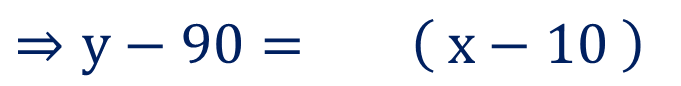 ⇒ y − 90 = ( x − 10 )